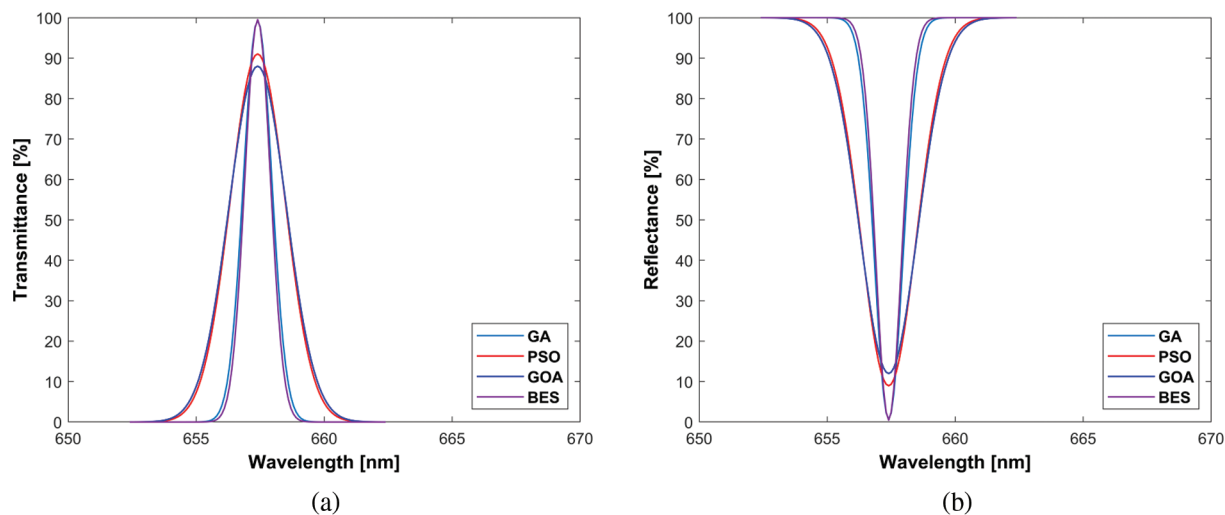 100
90
80
70
60
50
40
30
20
10
0
Transmittance [%]
650
655
660
665
670
Wavelength [nm]
GA
PSO
GOA
BES
(a)
100
90
80
70
60
50
40
30
20
10
0
Reflectance [%]
650
655
660
665
670
Wavelength [nm]
GA
PSO
GOA
BES
(b)